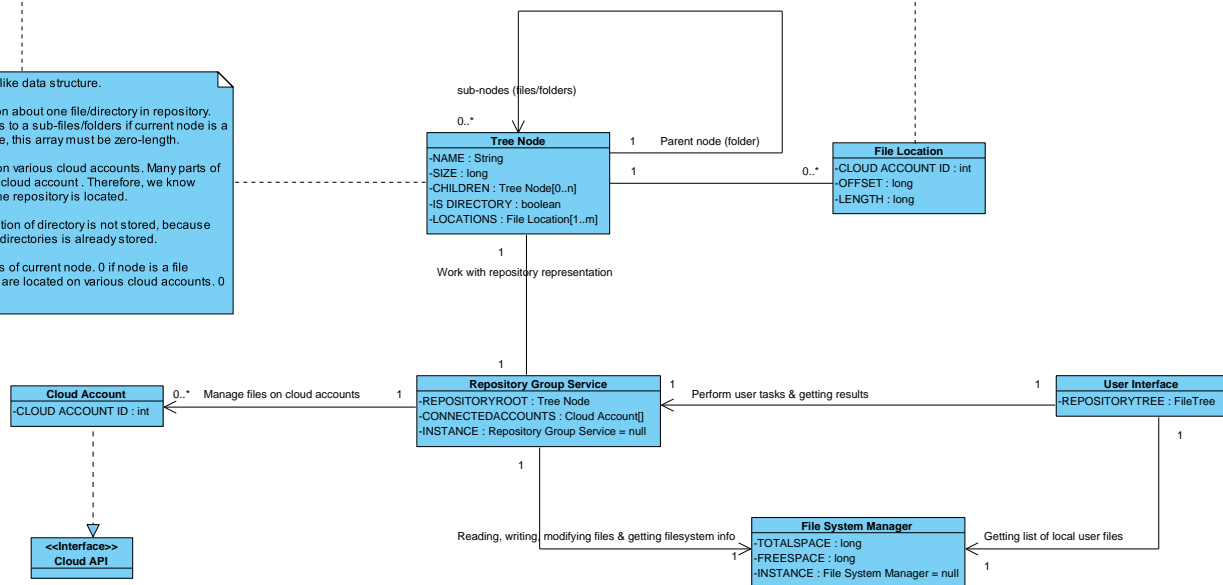 like data structure.
on about one file/directory in repository.
s to a sub-files/folders if current node is a
e, this array must be zero-length.
on various cloud accounts. Many parts of
cloud account . Therefore, we know
ne repository is located.
tion of directory is not stored, because
directories is already stored.
s of current node. 0 if node is a file
are located on various cloud accounts. 0
sub-nodes (files/folders)
0..*
Tree Node
-NAME : String
-SIZE : long
-CHILDREN : Tree Node[0..n]
-IS DIRECTORY : boolean
-LOCATIONS : File Location[1..m]
1
Parent node (folder)
1
0..*
File Location
-CLOUD ACCOUNT ID : int
-OFFSET : long
-LENGTH : long
1
Work with repository representation
1
Cloud Account
-CLOUD ACCOUNT ID : int
0..*
Manage files on cloud accounts
1
Repository Group Service
-REPOSITORYROOT : Tree Node
-CONNECTEDACCOUNTS : Cloud Account[]
-INSTANCE : Repository Group Service = null
1
Perform user tasks & getting results
1
User Interface
-REPOSITORYTREE : FileTree
1
1
<<Interface>>
Cloud API
Reading, writing, modifying files & getting filesystem info
1
File System Manager
-TOTALSPACE : long
-FREESPACE : long
-INSTANCE : File System Manager = null
Getting list of local user files
1